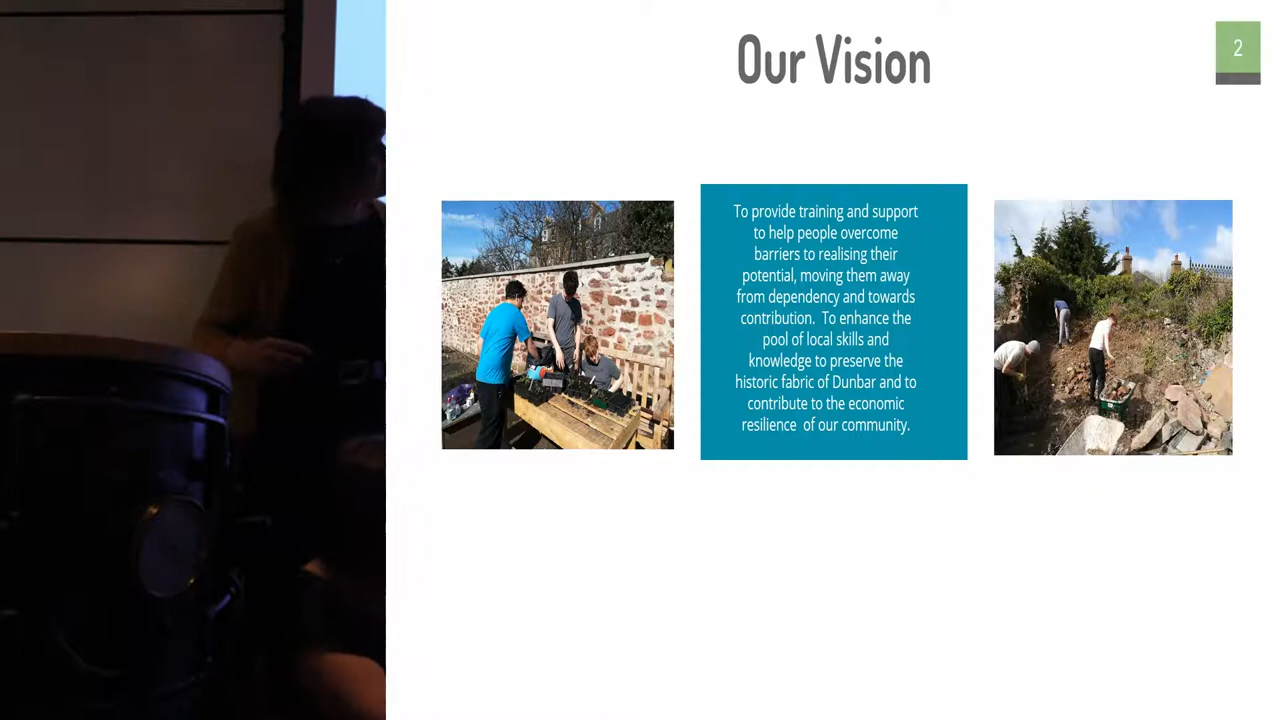 Our Vision
2
To provide training and support
to help people overcome
barriers to realising their
potential, moving them away
from dependency and towards
contribution.  To enhance the
pool of local skills and
knowledge to preserve the
historic fabric of Dunbar and to
contribute to the economic
resilience  of our community.